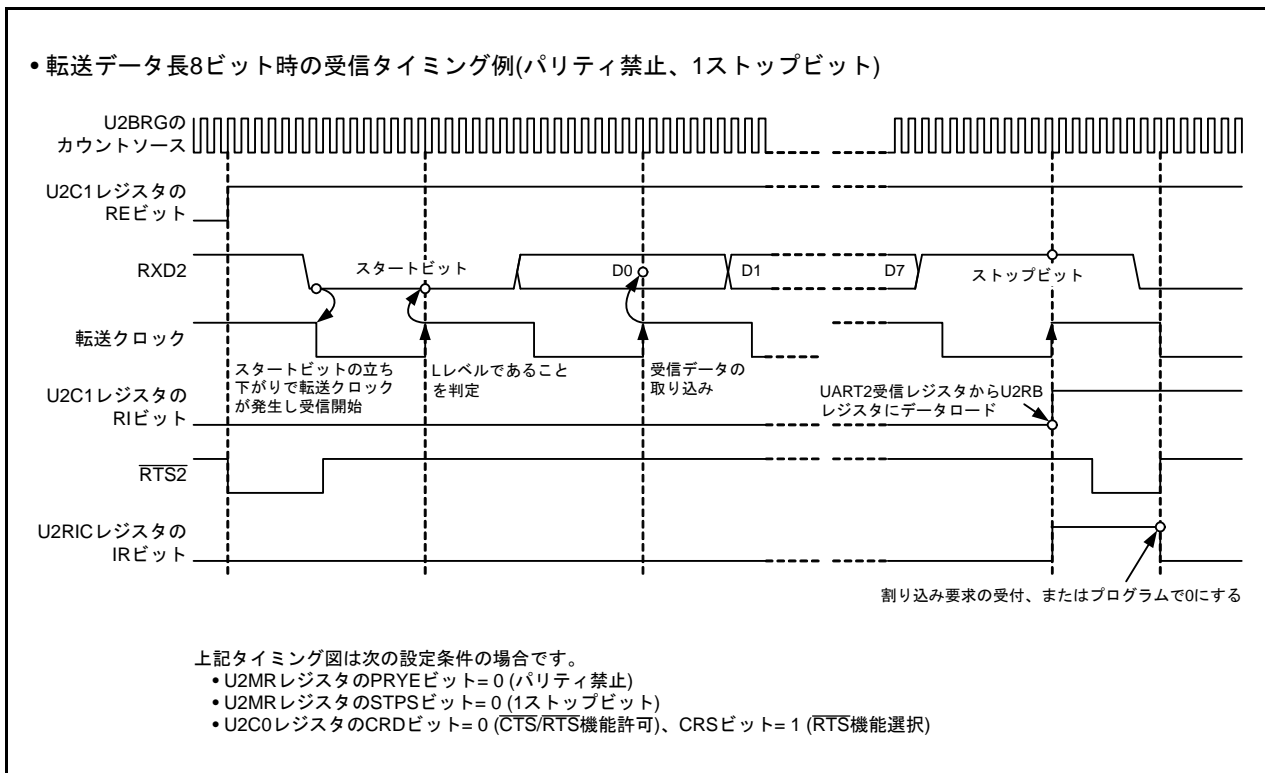 • 転送データ長8ビット時の受信タイミング例(パリティ禁止、1ストップビット)
U2BRGの
カウントソース
U2C1レジスタの
REビット
RXD2
スタートビット
D0
D1
D7
ストップビット
転送クロック
スタートビットの立ち
下がりで転送クロック
が発生し受信開始
Lレベルであること
を判定
受信データの
取り込み
UART2受信レジスタからU2RB
レジスタにデータロード
U2C1レジスタの
RIビット
RTS2
U2RICレジスタの
IRビット
割り込み要求の受付、またはプログラムで0にする
上記タイミング図は次の設定条件の場合です。
• U2MRレジスタのPRYEビット= 0 (パリティ禁止)
• U2MRレジスタのSTPSビット= 0 (1ストップビット)
• U2C0レジスタのCRDビット= 0 (CTS/RTS機能許可)、CRSビット= 1 (RTS機能選択)